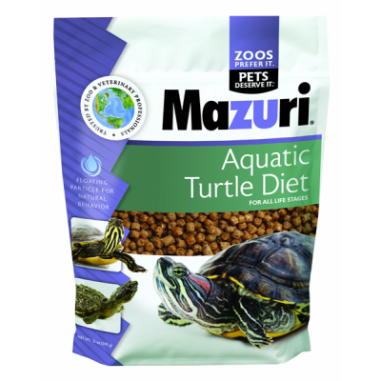 ZOOS
PREFER IT.
PETS
DESERVE IT.
TRUSTED BY ZOO & VETERINARY PROFESSIONALS
Mazuri®
Aquatic
Turtle Diet
FOR ALL LIFE STAGES
FLOATING
PARTICLE FOR
NATURAL
BEHAVIOR